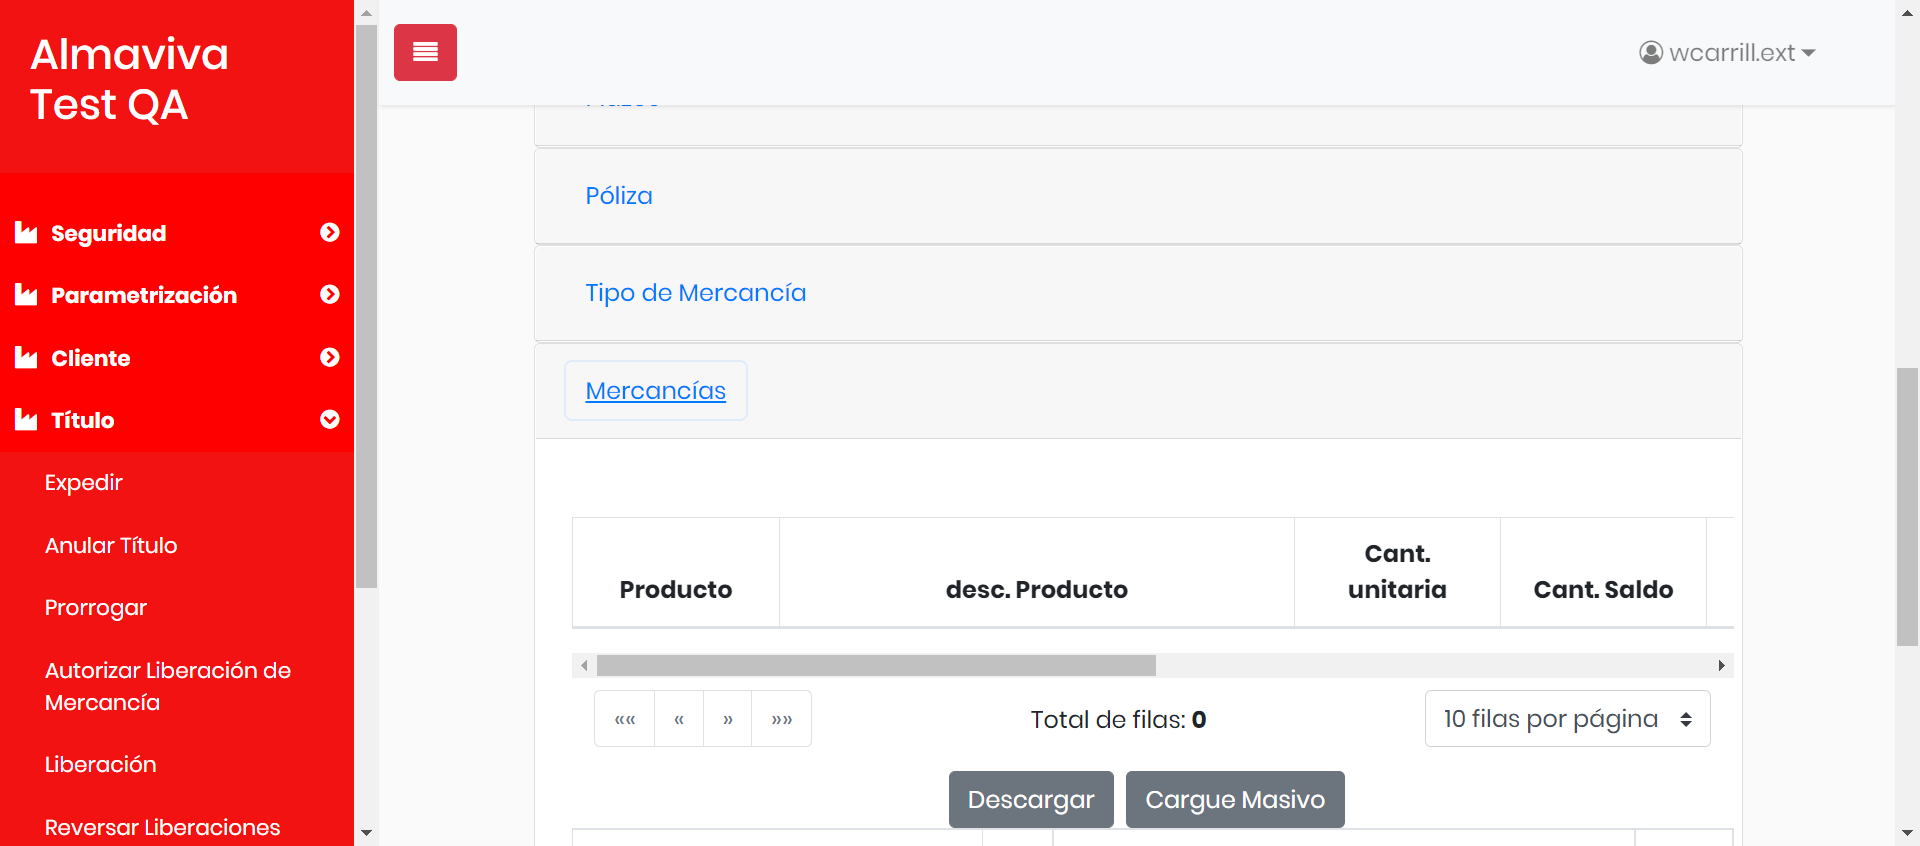 Almaviva
Test QA
wcarrill.ext
Seguridad
Parametrización
Cliente
Título
Expedir
Anular Título
Prorrogar
Autorizar Liberación de
Mercancía
Liberación
Reversar Liberaciones
Póliza
Tipo de Mercancía
Mercancías
Producto
desc. Producto
Cant.
unitaria
Cant. Saldo
«« « » »»
Total de filas: 0
10 filas por página
Descargar
Cargue Masivo